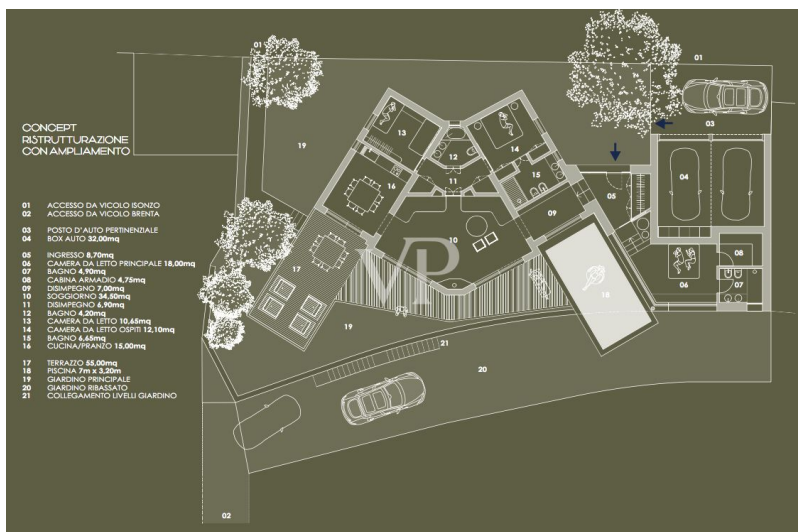 CONCEPT
RISTRUTTURAZIONE
CON AMPLIAMENTO
01 ACCESSO DA VICOLO ISONZO
02 ACCESSO DA VICOLO BRENTA
03 POSTO D'AUTO PERTINENZIALE
04 BOX AUTO 32,00mq
05 INGRESSO 8,70mq
06 CAMERA DA LETTO PRINCIPALE 18,00mq
07 BAGNO 4,90mq
08 CABINA ARMADIO 4,75mq
09 DISIMPEGNO 7,00mq
10 SOGGIORNO 34,50mq
11 DISIMPEGNO 6,90mq
12 BAGNO 4,20mq
13 CAMERA DA LETTO 10,65mq
14 CAMERA DA LETTO OSPITI 12,10mq
15 BAGNO 6,65mq
16 CUCINA/PRANZO 15,00mq
17 TERRAZZO 55,00mq
18 PISCINA 7m x 3,20m
19 GIARDINO PRINCIPALE
20 GIARDINO RIBASSATO
21 COLLEGAMENTO LIVELLI GIARDINO
01
01
03
13
12
14
19
11
15
04
16
05
09
10
08
VP
17
18
06
07
19
21
20
02